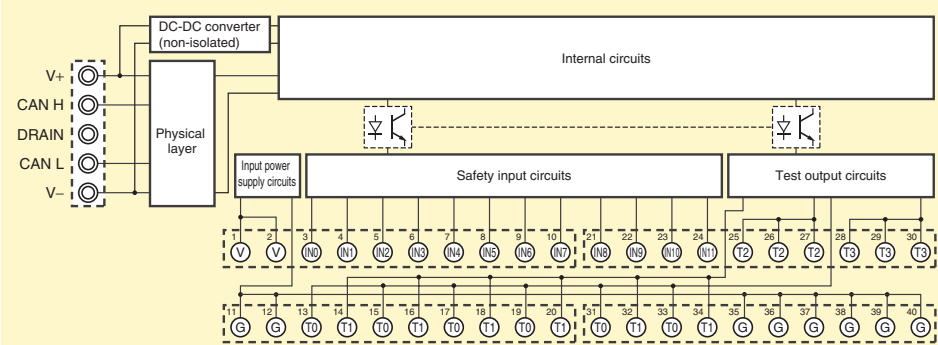 DC-DC converter
(non-isolated)
Internal circuits
V+
CAN H
DRAIN
CAN L
V–
Physical
layer
Input power
supply circuits
Safety input circuits
Test output circuits
1 2 3 4 5 6 7 8 9 10 21 22 23 24 25 26 27 28 29 30
V V IN0 IN1 IN2 IN3 IN4 IN5 IN6 IN7 IN8 IN9 IN10 IN11 T2 T2 T2 T3 T3 T3
11 12 13 14 15 16 17 18 19 20 31 32 33 34 35 36 37 38 39 40
G G T0 T1 T0 T1 T0 T1 T0 T1 T0 T1 T0 T1 G G G G G G